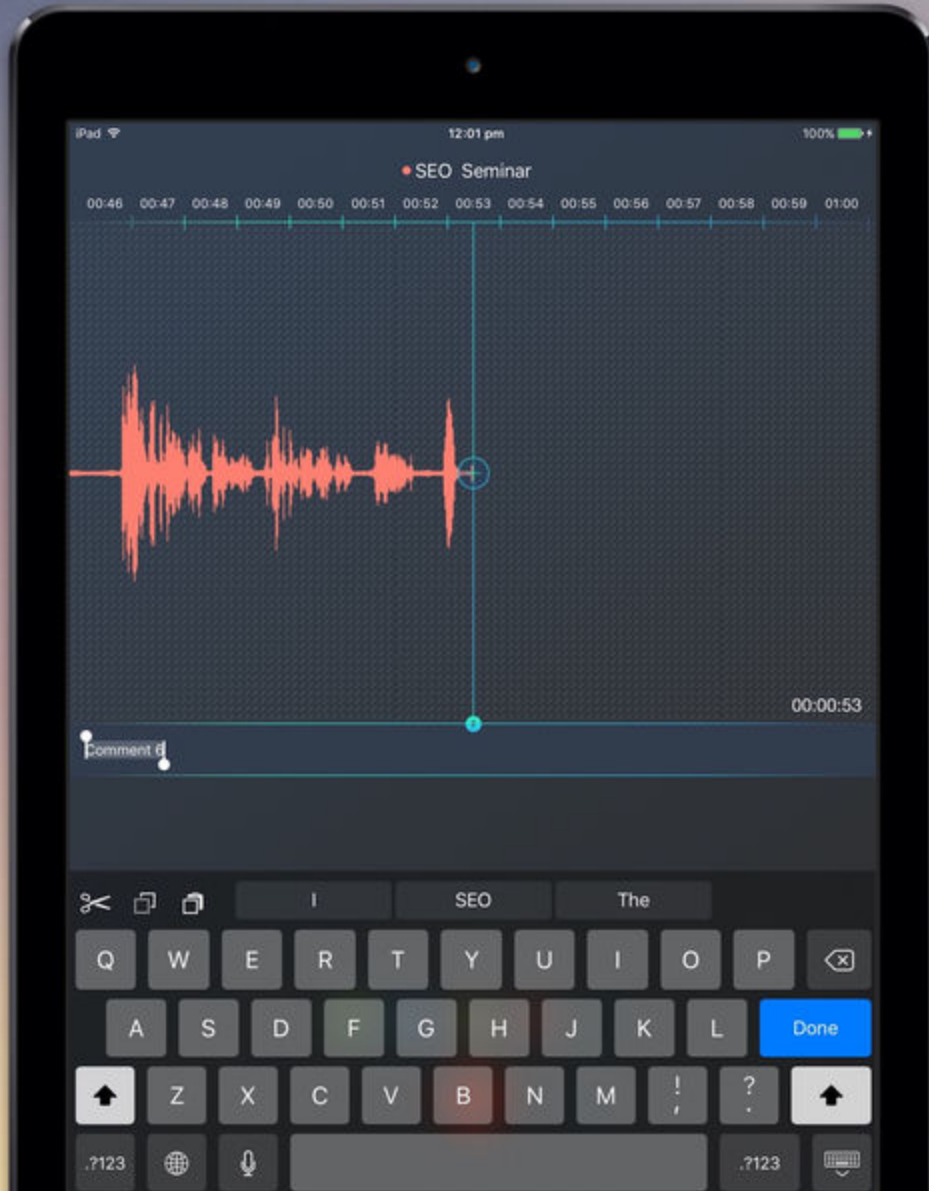 iPad 12:01 pm 100%
SEO Seminar
00:46 00:47 00:48 00:49 00:50 00:51 00:52 00:53 00:54 00:55 00:56 00:57 00:58 00:59 01:00
00:00:53
Comment 6
I SEO The
Q W E R T Y U I O P
A S D F G H J K L Done
Z X C V B N M ! , ? .
.?123 .?123